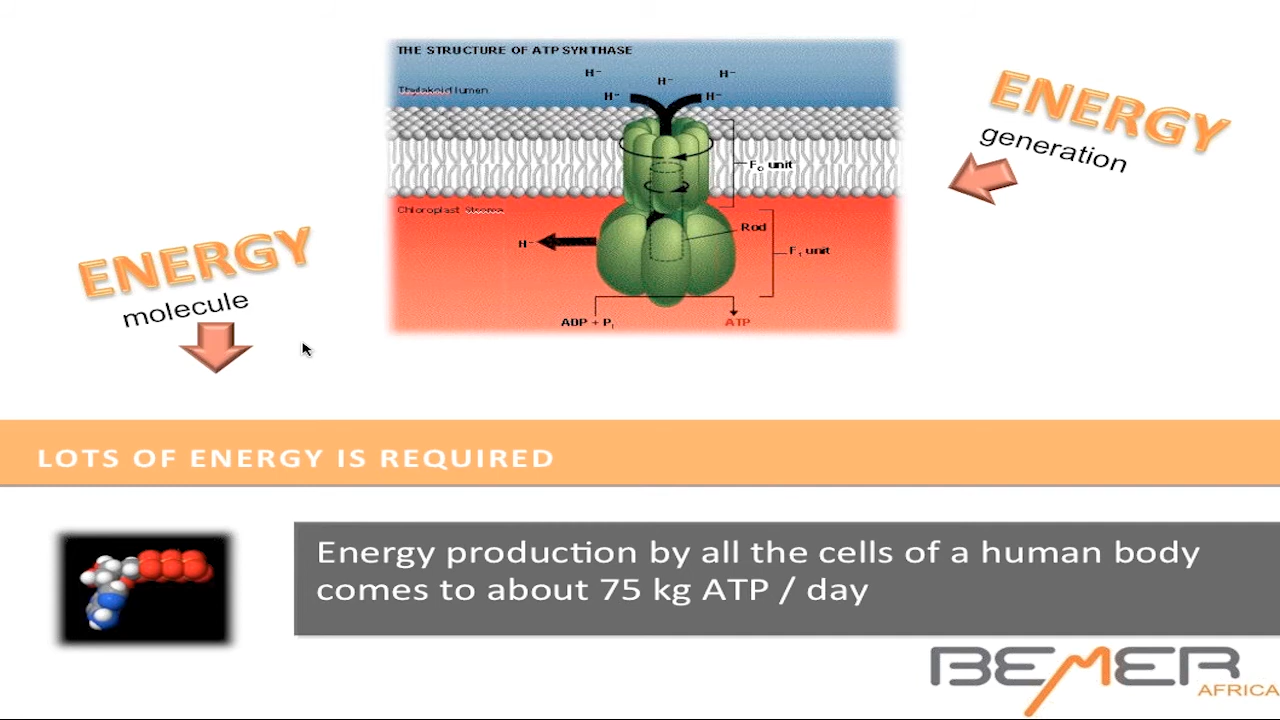 THE STRUCTURE OF ATP SYNTHASE
H⁻ H⁻ H⁻
Thylakoid lumen
H⁻ H⁻
F₀ unit
Chloroplast Stroma
Rod
H⁻
F₁ unit
ADP + P₁
ATP
ENERGY
generation
ENERGY
molecule
LOTS OF ENERGY IS REQUIRED
Energy production by all the cells of a human body
comes to about 75 kg ATP / day
BEMER
AFRICA